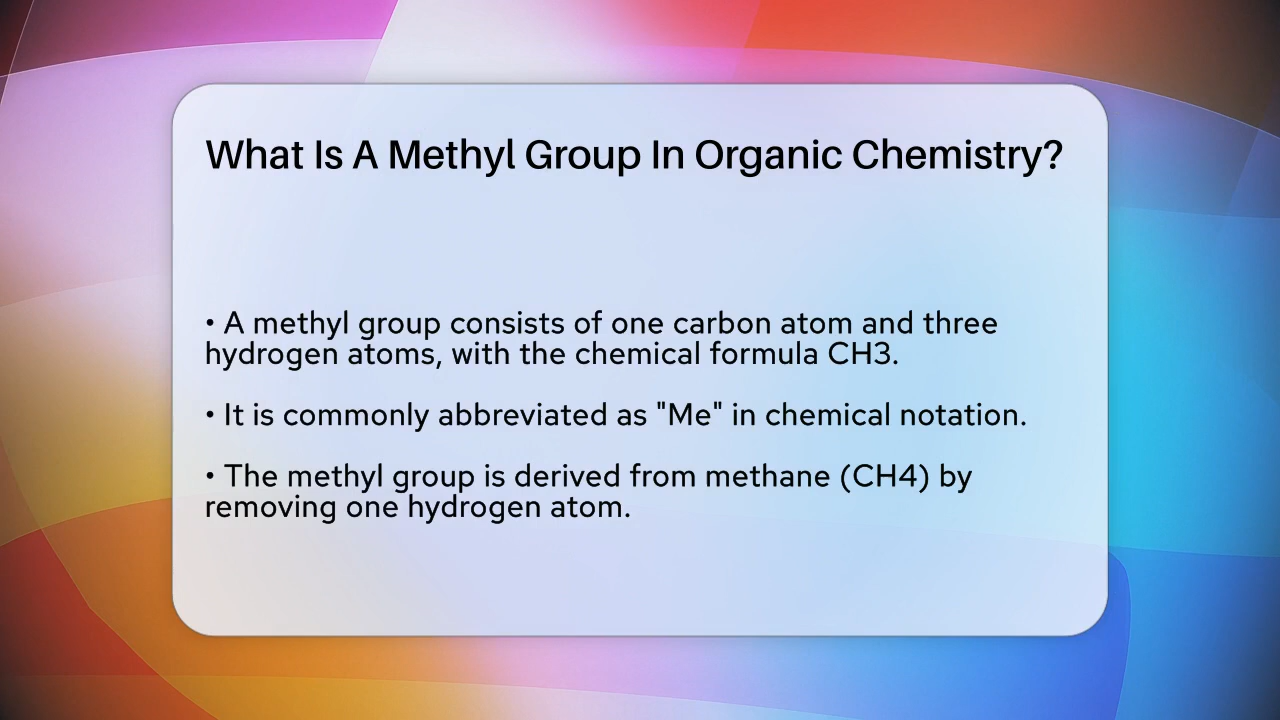 What Is A Methyl Group In Organic Chemistry?
• A methyl group consists of one carbon atom and three
hydrogen atoms, with the chemical formula CH3.
• It is commonly abbreviated as "Me" in chemical notation.
• The methyl group is derived from methane (CH4) by
removing one hydrogen atom.